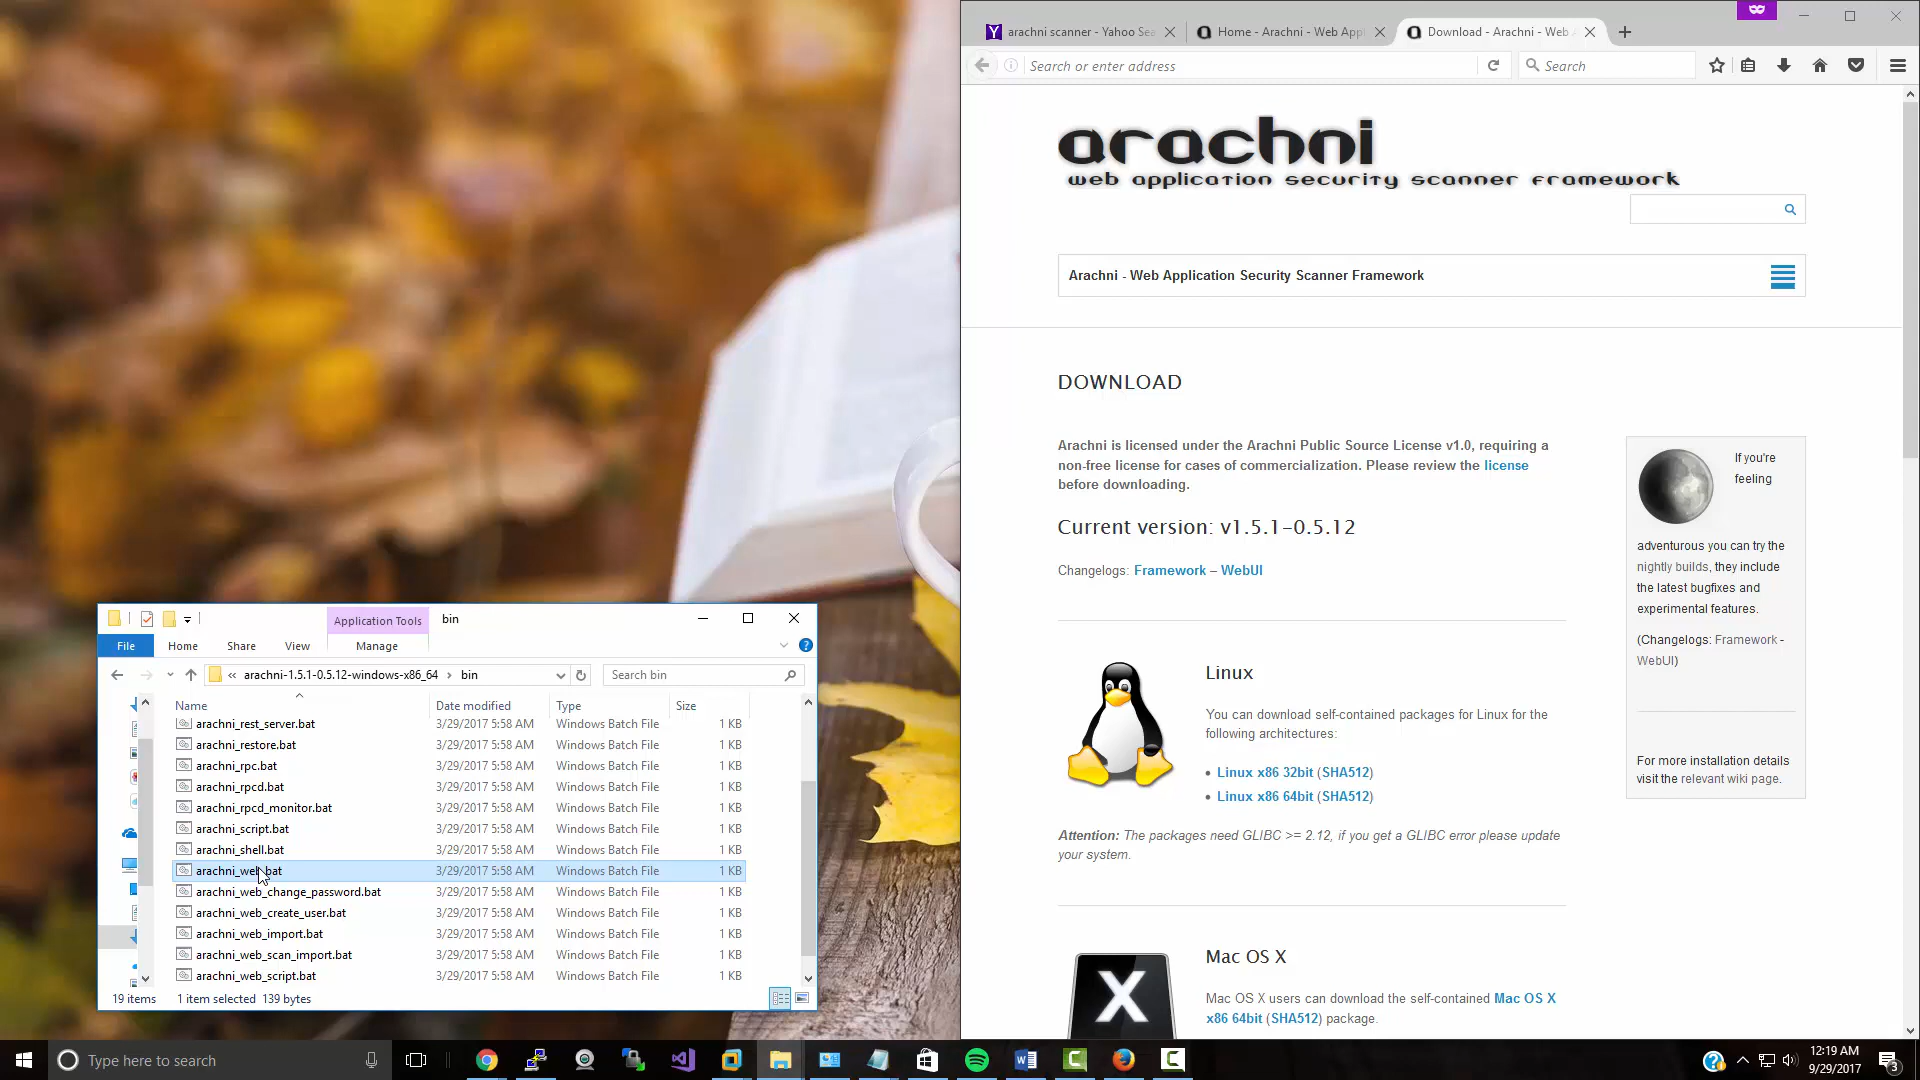 arachni scanner - Yahoo Sea
Home - Arachni - Web Appl
Download - Arachni - Web A
Search or enter address
Search
arachni
web application security scanner framework
Arachni - Web Application Security Scanner Framework
DOWNLOAD
Arachni is licensed under the Arachni Public Source License v1.0, requiring a
non-free license for cases of commercialization. Please review the license
before downloading.
Current version: v1.5.1-0.5.12
Changelogs: Framework – WebUI
If you're
feeling
adventurous you can try the
nightly builds, they include
the latest bugfixes and
experimental features.
(Changelogs: Framework -
WebUI)
For more installation details
visit the relevant wiki page.
Linux
You can download self-contained packages for Linux for the
following architectures:
• Linux x86 32bit (SHA512)
• Linux x86 64bit (SHA512)
Attention: The packages need GLIBC >= 2.12, if you get a GLIBC error please update
your system.
Mac OS X
Mac OS X users can download the self-contained Mac OS X
x86 64bit (SHA512) package.
Application Tools
bin
File
Home
Share
View
Manage
« arachni-1.5.1-0.5.12-windows-x86_64 › bin
Search bin
Name Date modified Type Size
arachni_rest_server.bat 3/29/2017 5:58 AM Windows Batch File 1 KB
arachni_restore.bat 3/29/2017 5:58 AM Windows Batch File 1 KB
arachni_rpc.bat 3/29/2017 5:58 AM Windows Batch File 1 KB
arachni_rpcd.bat 3/29/2017 5:58 AM Windows Batch File 1 KB
arachni_rpcd_monitor.bat 3/29/2017 5:58 AM Windows Batch File 1 KB
arachni_script.bat 3/29/2017 5:58 AM Windows Batch File 1 KB
arachni_shell.bat 3/29/2017 5:58 AM Windows Batch File 1 KB
arachni_web.bat 3/29/2017 5:58 AM Windows Batch File 1 KB
arachni_web_change_password.bat 3/29/2017 5:58 AM Windows Batch File 1 KB
arachni_web_create_user.bat 3/29/2017 5:58 AM Windows Batch File 1 KB
arachni_web_import.bat 3/29/2017 5:58 AM Windows Batch File 1 KB
arachni_web_scan_import.bat 3/29/2017 5:58 AM Windows Batch File 1 KB
arachni_web_script.bat 3/29/2017 5:58 AM Windows Batch File 1 KB
19 items 1 item selected 139 bytes
Type here to search
12:19 AM
9/29/2017
3